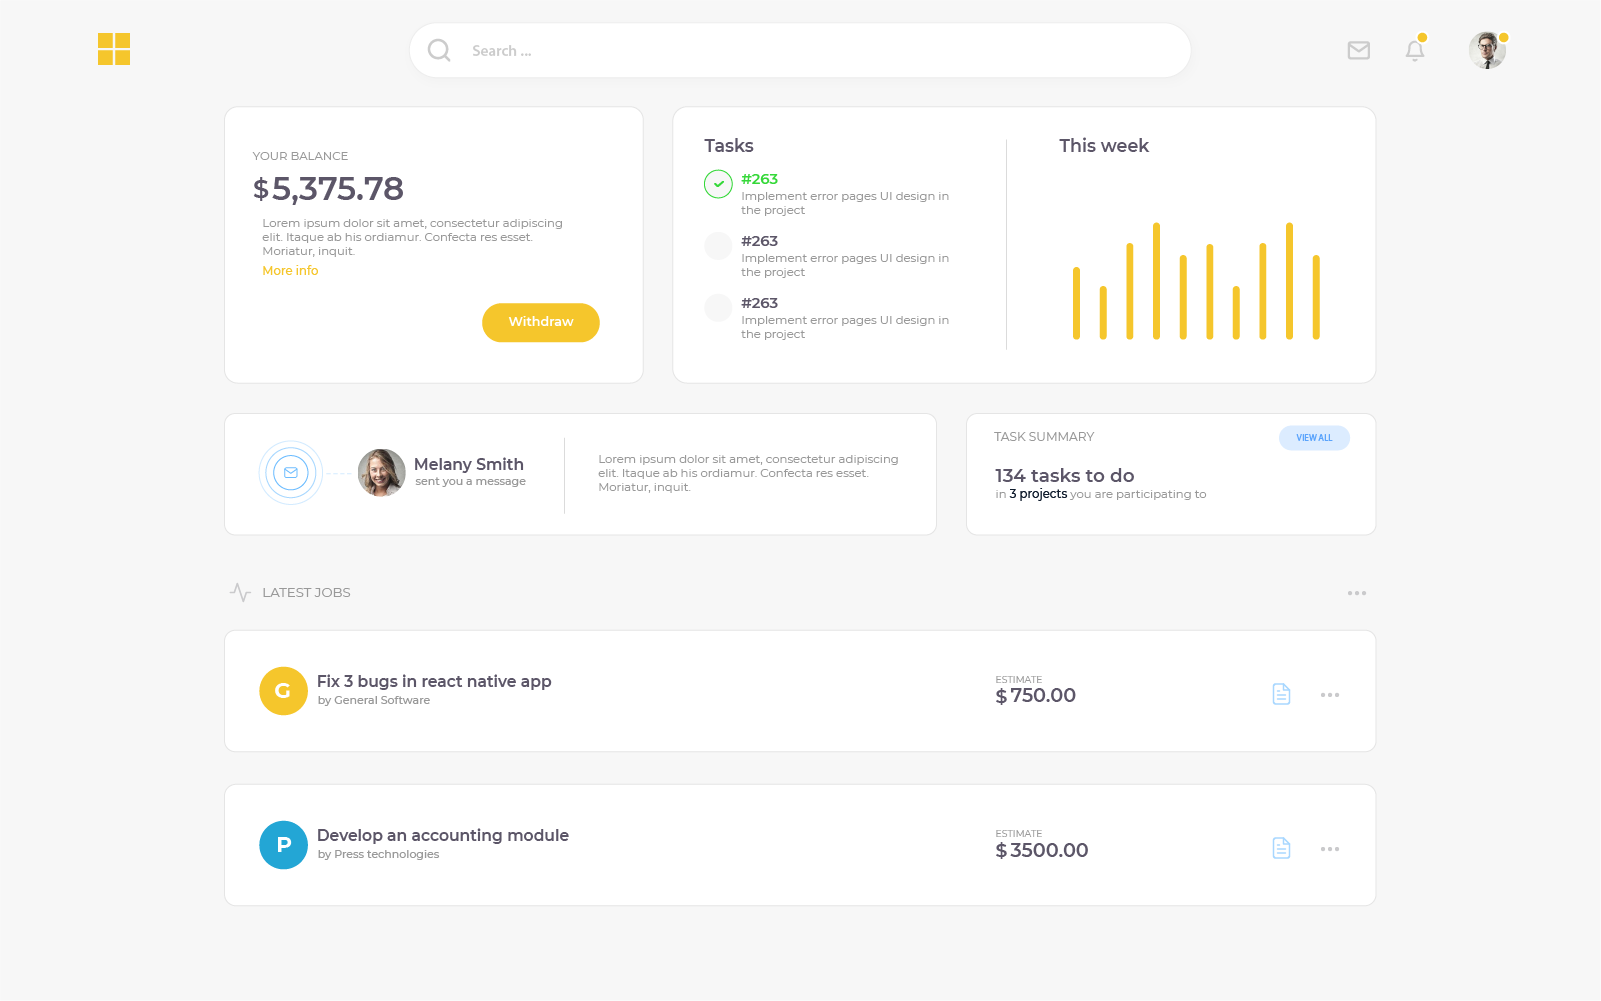 Search ...
YOUR BALANCE
$5,375.78
Lorem ipsum dolor sit amet, consectetur adipiscing
elit. Itaque ab his ordiamur. Confecta res esset.
Moriatur, inquit.
More info
Withdraw
Tasks
#263
Implement error pages UI design in
the project
#263
Implement error pages UI design in
the project
#263
Implement error pages UI design in
the project
This week
Melany Smith
sent you a message
Lorem ipsum dolor sit amet, consectetur adipiscing
elit. Itaque ab his ordiamur. Confecta res esset.
Moriatur, inquit.
TASK SUMMARY
VIEW ALL
134 tasks to do
in 3 projects you are participating to
LATEST JOBS
G
Fix 3 bugs in react native app
by General Software
ESTIMATE
$750.00
P
Develop an accounting module
by Press technologies
ESTIMATE
$3500.00